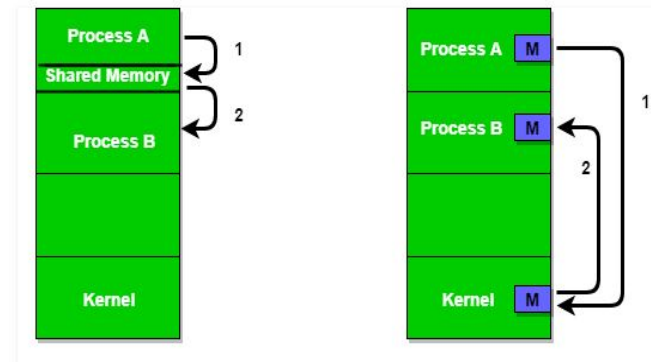 Process A
1
Shared Memory
2
Process B
Kernel
Process A M
1
Process B M
2
Kernel M